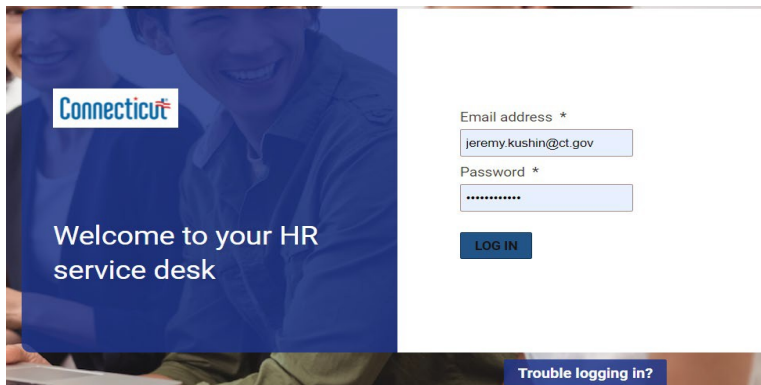 Connecticut
Welcome to your HR
service desk
Email address *
jeremy.kushin@ct.gov
Password *
••••••••••••
LOG IN
Trouble logging in?